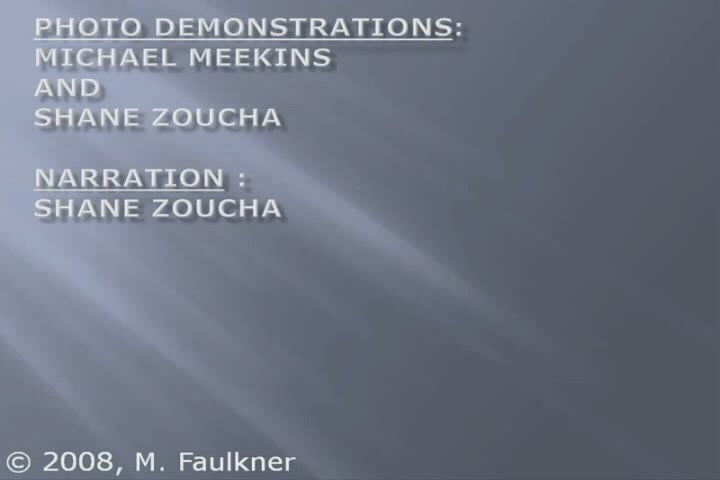 PHOTO DEMONSTRATIONS:
MICHAEL MEEKINS
AND
SHANE ZOUCHA
NARRATION :
SHANE ZOUCHA
© 2008, M. Faulkner